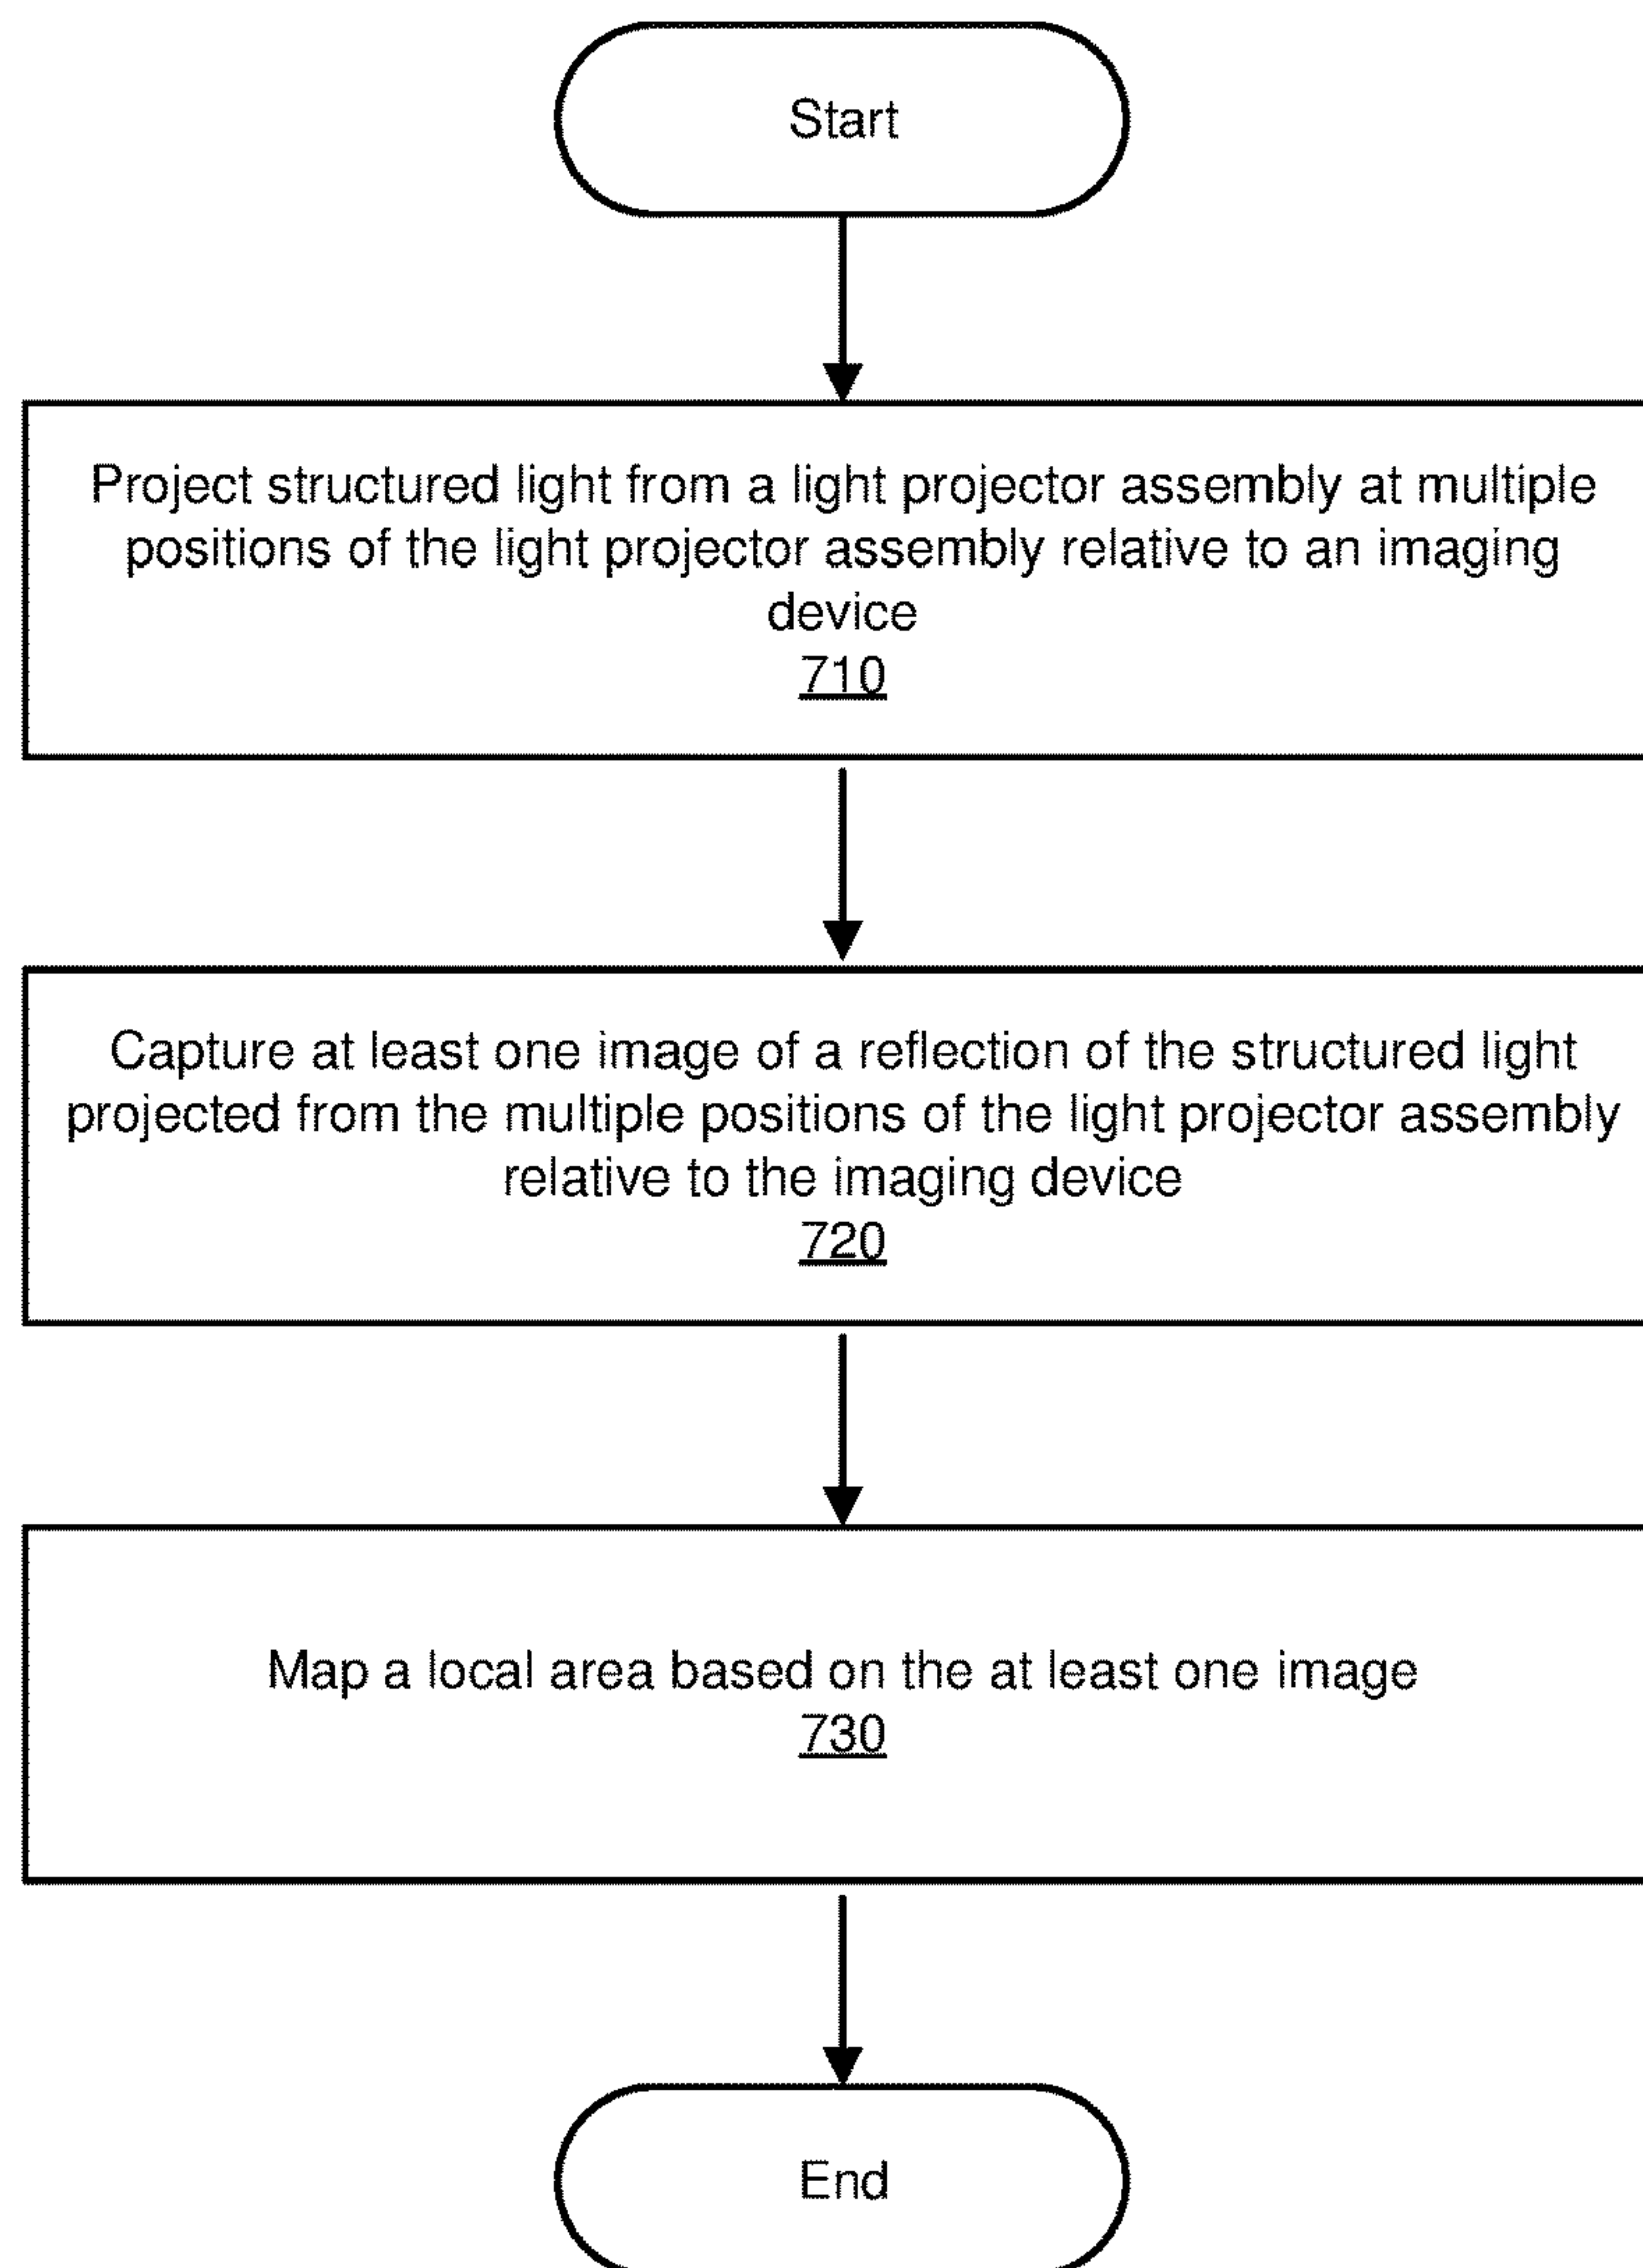 Start
Project structured light from a light projector assembly at multiple
positions of the light projector assembly relative to an imaging
device
710
Capture at least one image of a reflection of the structured light
projected from the multiple positions of the light projector assembly
relative to the imaging device
720
Map a local area based on the at least one image
730
End